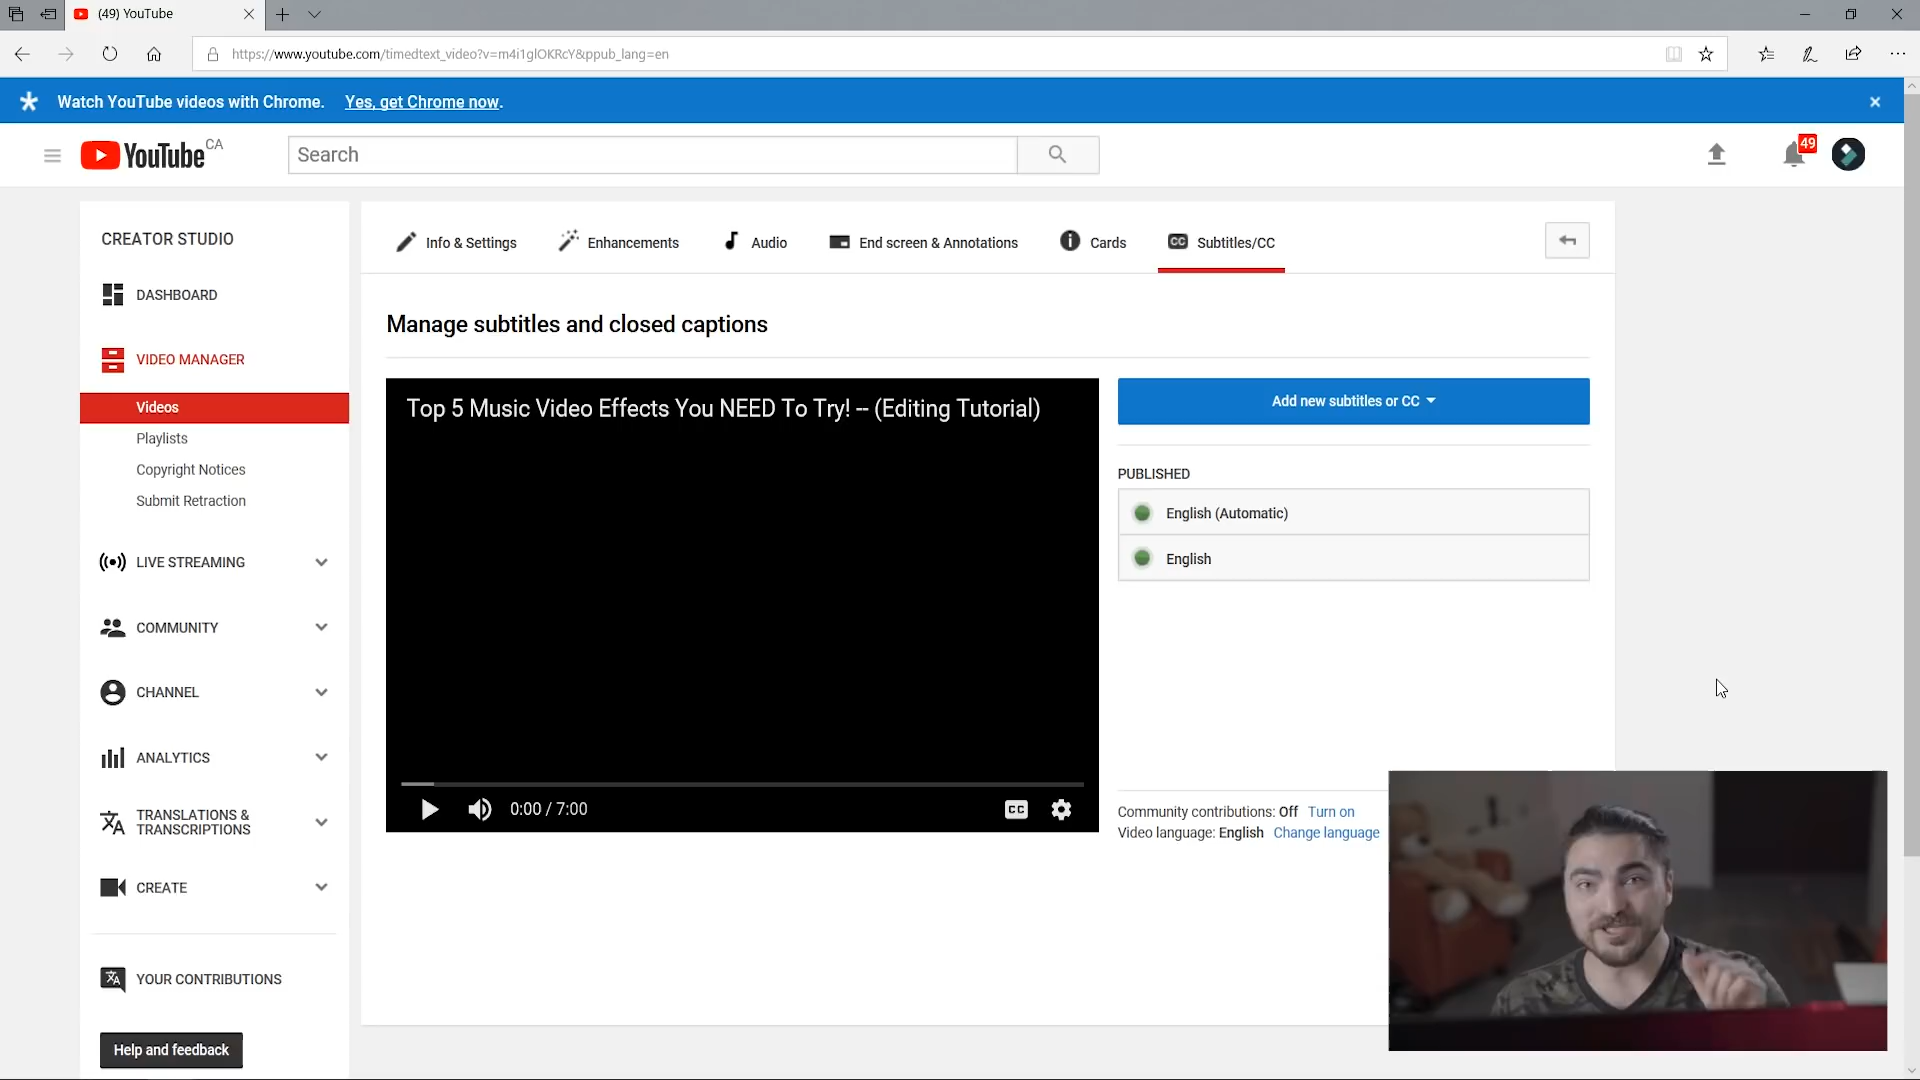 (49) YouTube
https://www.youtube.com/timedtext_video?v=m4i1glOKRcY&ppub_lang=en
Watch YouTube videos with Chrome. Yes, get Chrome now.
YouTube CA
Search
49
CREATOR STUDIO
DASHBOARD
VIDEO MANAGER
Videos
Playlists
Copyright Notices
Submit Retraction
LIVE STREAMING
COMMUNITY
CHANNEL
ANALYTICS
TRANSLATIONS &
TRANSCRIPTIONS
CREATE
YOUR CONTRIBUTIONS
Help and feedback
Info & Settings
Enhancements
Audio
End screen & Annotations
Cards
CC Subtitles/CC
Manage subtitles and closed captions
Top 5 Music Video Effects You NEED To Try! -- (Editing Tutorial)
0:00 / 7:00
CC
Add new subtitles or CC
PUBLISHED
English (Automatic)
English
Community contributions: Off Turn on
Video language: English Change language